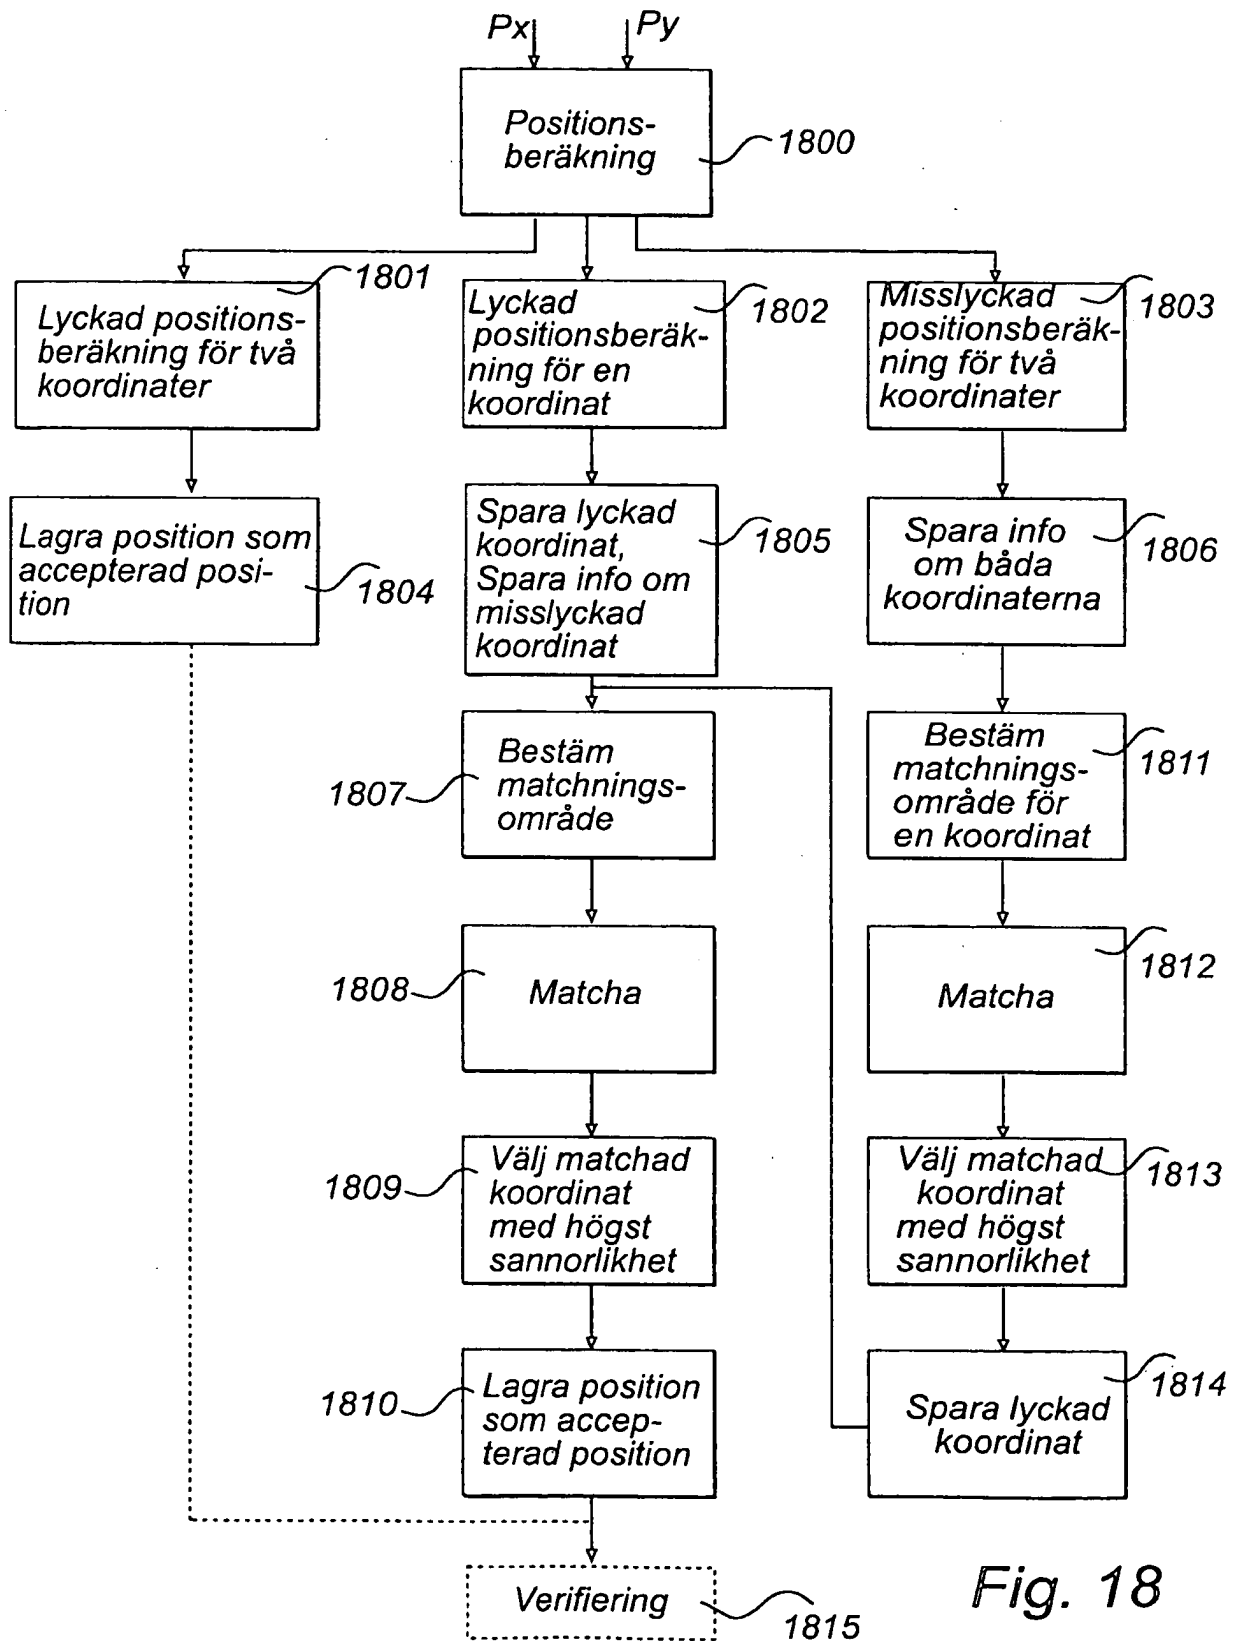 Px
Py
Positions-
beräkning
1800
1801
Lyckad positions-
beräkning för två
koordinater
Lyckad
positionsberäk-
ning för en
koordinat
1802
Misslyckad
positionsberäk-
ning för två
koordinater
1803
Lagra position som
accepterad posi-
tion
1804
Spara lyckad
koordinat,
Spara info om
misslyckad
koordinat
1805
Spara info
om båda
koordinaterna
1806
Bestäm
matchnings-
område
1807
Bestäm
matchnings-
område för
en koordinat
1811
1808
Matcha
Matcha
1812
1809
Välj matchad
koordinat
med högst
sannorlikhet
Välj matchad
koordinat
med högst
sannorlikhet
1813
1810
Lagra position
som accep-
terad position
Spara lyckad
koordinat
1814
Verifiering
1815
Fig. 18